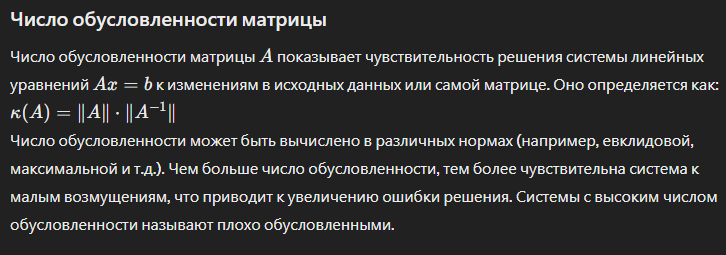 Число обусловленности матрицы
Число обусловленности матрицы A показывает чувствительность решения системы линейных
уравнений Ax = b к изменениям в исходных данных или самой матрице. Оно определяется как:
κ(A) = ∥A∥ · ∥A⁻¹∥
Число обусловленности может быть вычислено в различных нормах (например, евклидовой,
максимальной и т.д.). Чем больше число обусловленности, тем более чувствительна система к
малым возмущениям, что приводит к увеличению ошибки решения. Системы с высоким числом
обусловленности называют плохо обусловленными.